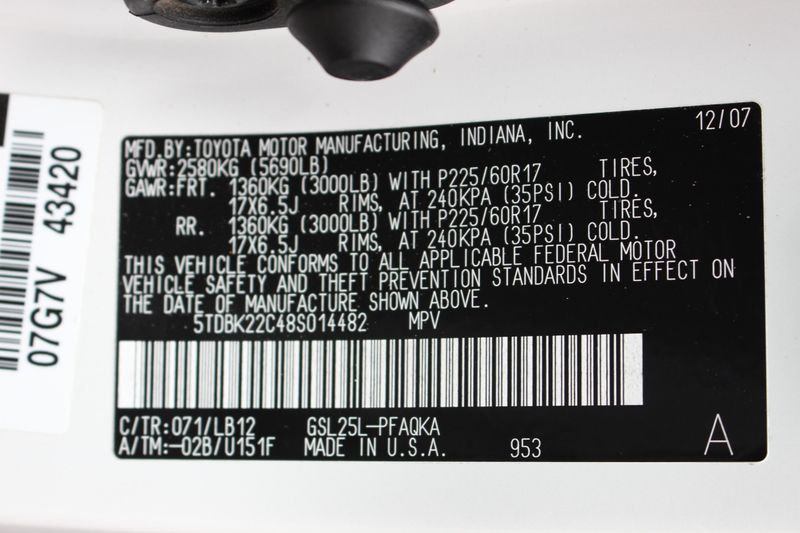 07G7V 43420
12/07
MFD.BY:TOYOTA MOTOR MANUFACTURING, INDIANA, INC.
GVWR:2580KG (5690LB)
GAWR:FRT. 1360KG (3000LB) WITH P225/60R17 TIRES,
17X6.5J RIMS, AT 240KPA (35PSI) COLD.
RR. 1360KG (3000LB) WITH P225/60R17 TIRES,
17X6.5J RIMS, AT 240KPA (35PSI) COLD.
THIS VEHICLE CONFORMS TO ALL APPLICABLE FEDERAL MOTOR
VEHICLE SAFETY AND THEFT PREVENTION STANDARDS IN EFFECT ON
THE DATE OF MANUFACTURE SHOWN ABOVE.
5TDBK22C48S014482 MPV
C/TR:071/LB12 GSL25L-PFAQKA
A/TM:-02B/U151F MADE IN U.S.A. 953 A